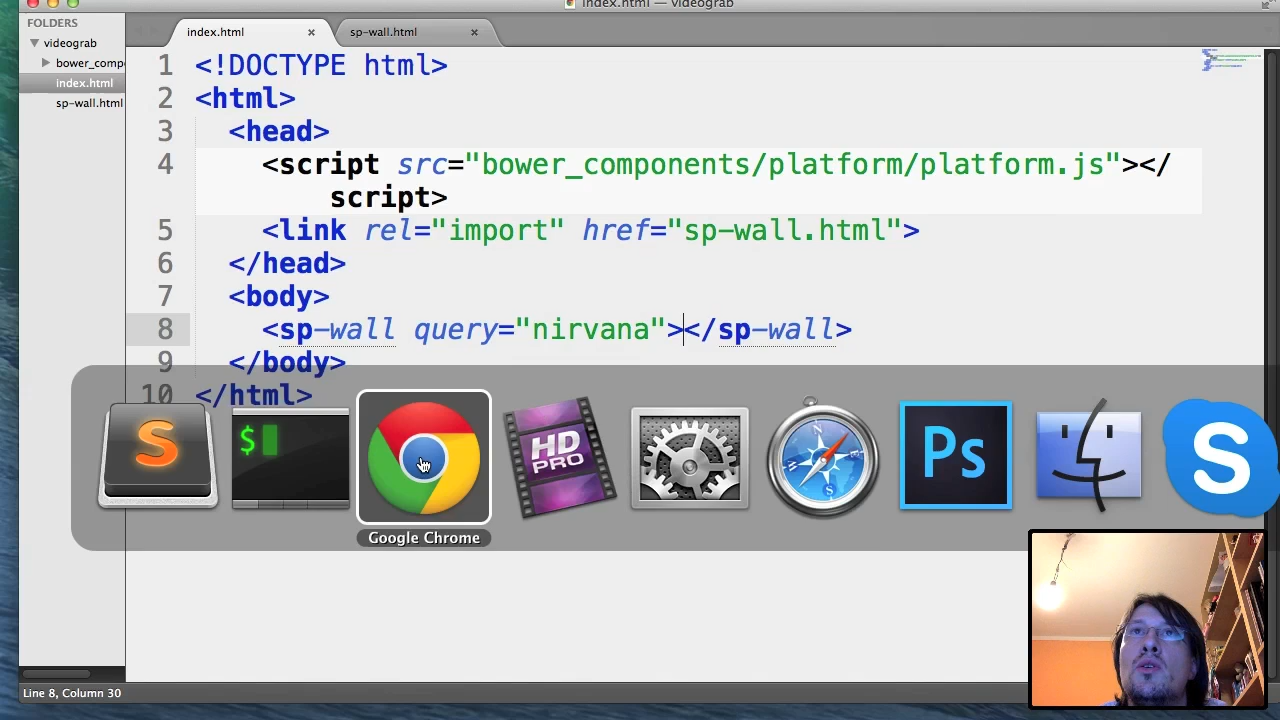 index.html — videograb
FOLDERS
videograb
bower_comp
index.html
sp-wall.html
index.html
sp-wall.html
1 <!DOCTYPE html>
2 <html>
3 <head>
4 <script src="bower_components/platform/platform.js"></
script>
5 <link rel="import" href="sp-wall.html">
6 </head>
7 <body>
8 <sp-wall query="nirvana"></sp-wall>
9 </body>
10 </html>
S
$
HD
PRO
Ps
S
Google Chrome
Line 8, Column 30